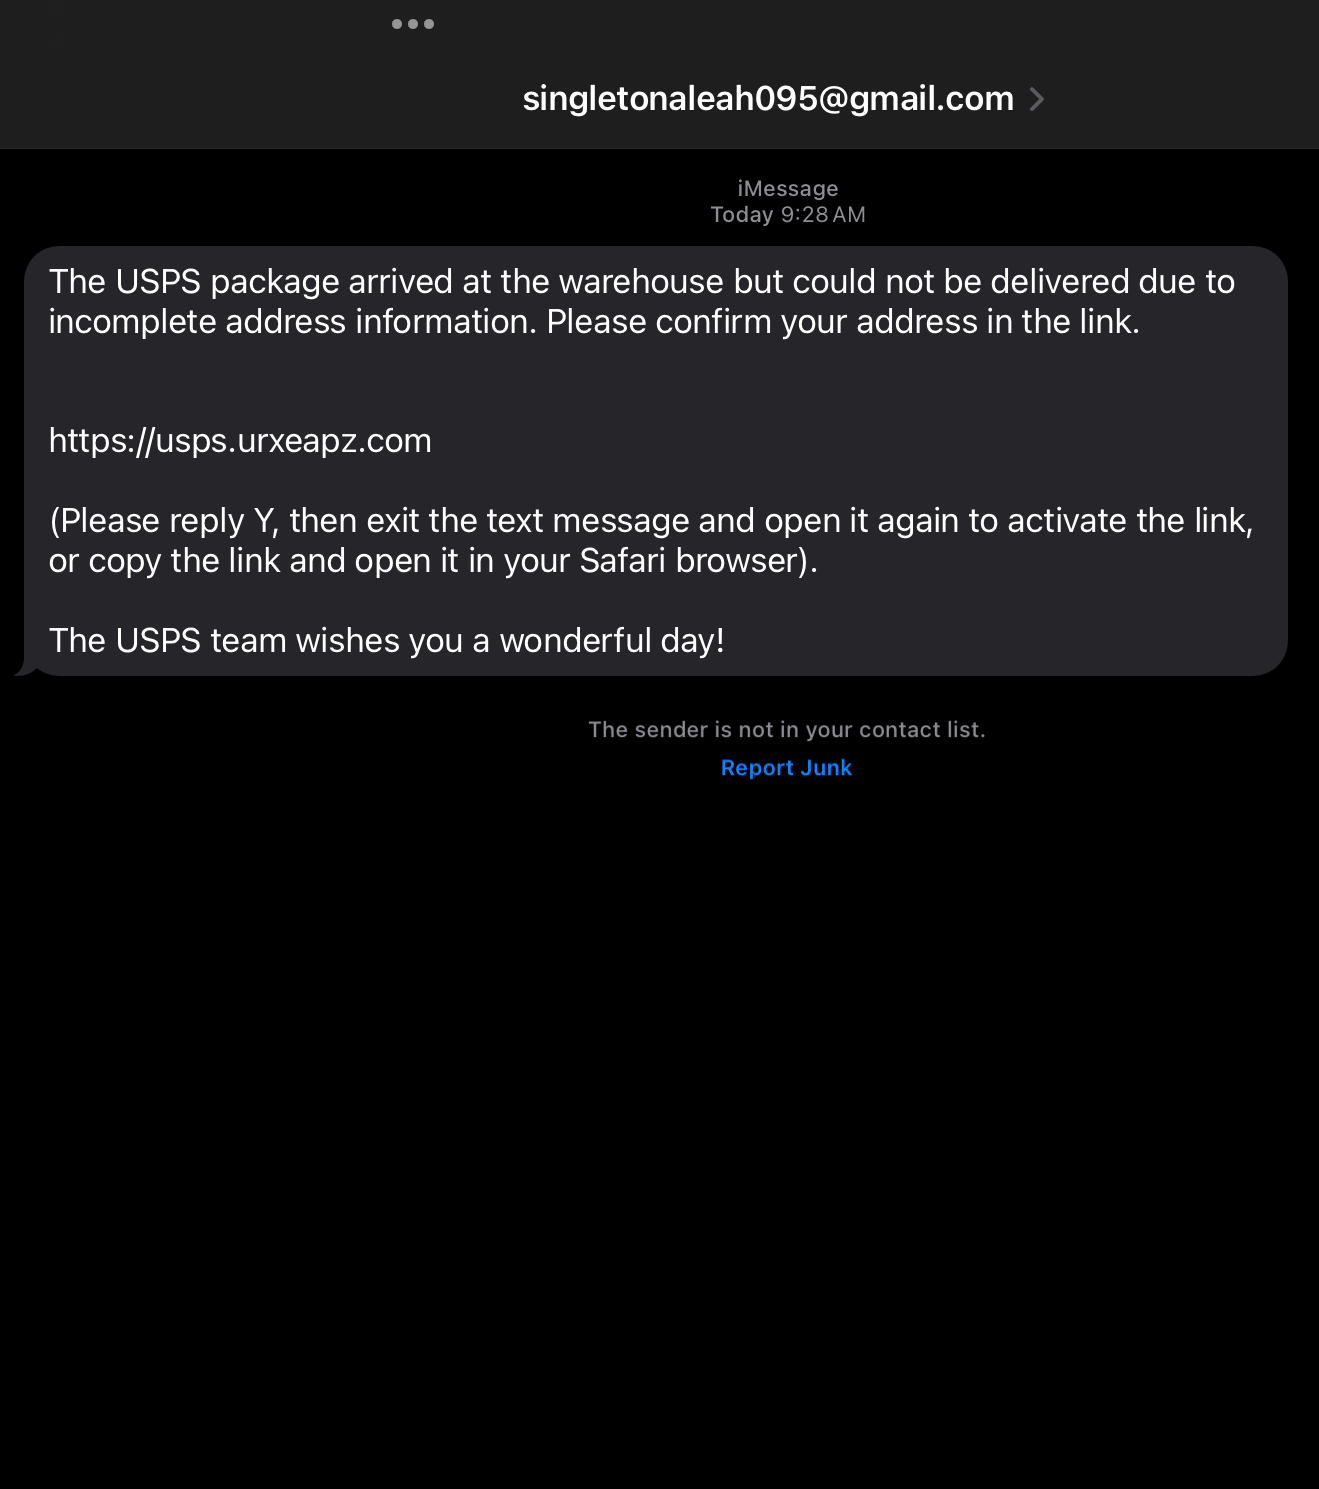 singletonaleah095@gmail.com
iMessage
Today 9:28 AM
The USPS package arrived at the warehouse but could not be delivered due to
incomplete address information. Please confirm your address in the link.
https://usps.urxeapz.com
(Please reply Y, then exit the text message and open it again to activate the link,
or copy the link and open it in your Safari browser).
The USPS team wishes you a wonderful day!
The sender is not in your contact list.
Report Junk